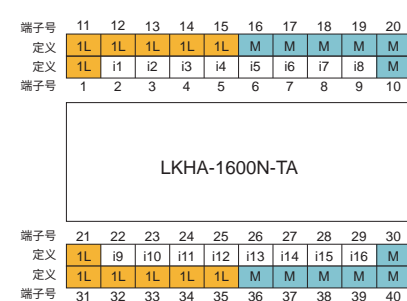 端子号 11 12 13 14 15 16 17 18 19 20
定义 1L 1L 1L 1L 1L M M M M M
定义 1L i1 i2 i3 i4 i5 i6 i7 i8 M
端子号 1 2 3 4 5 6 7 8 9 10
LKHA-1600N-TA
端子号 21 22 23 24 25 26 27 28 29 30
定义 1L i9 i10 i11 i12 i13 i14 i15 i16 M
定义 1L 1L 1L 1L 1L M M M M M
端子号 31 32 33 34 35 36 37 38 39 40